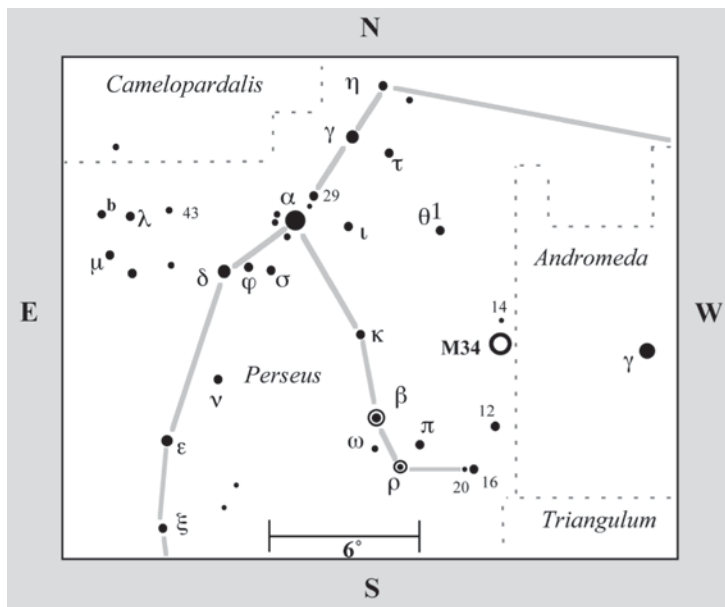 N
Camelopardalis
η
γ
τ
α
29
b
λ
43
ι
θ1
μ
δ
φ
σ
Andromeda
E
W
14
M34
κ
γ
Perseus
ν
β
12
ω
π
ε
ρ
20
16
ξ
Triangulum
6°
S